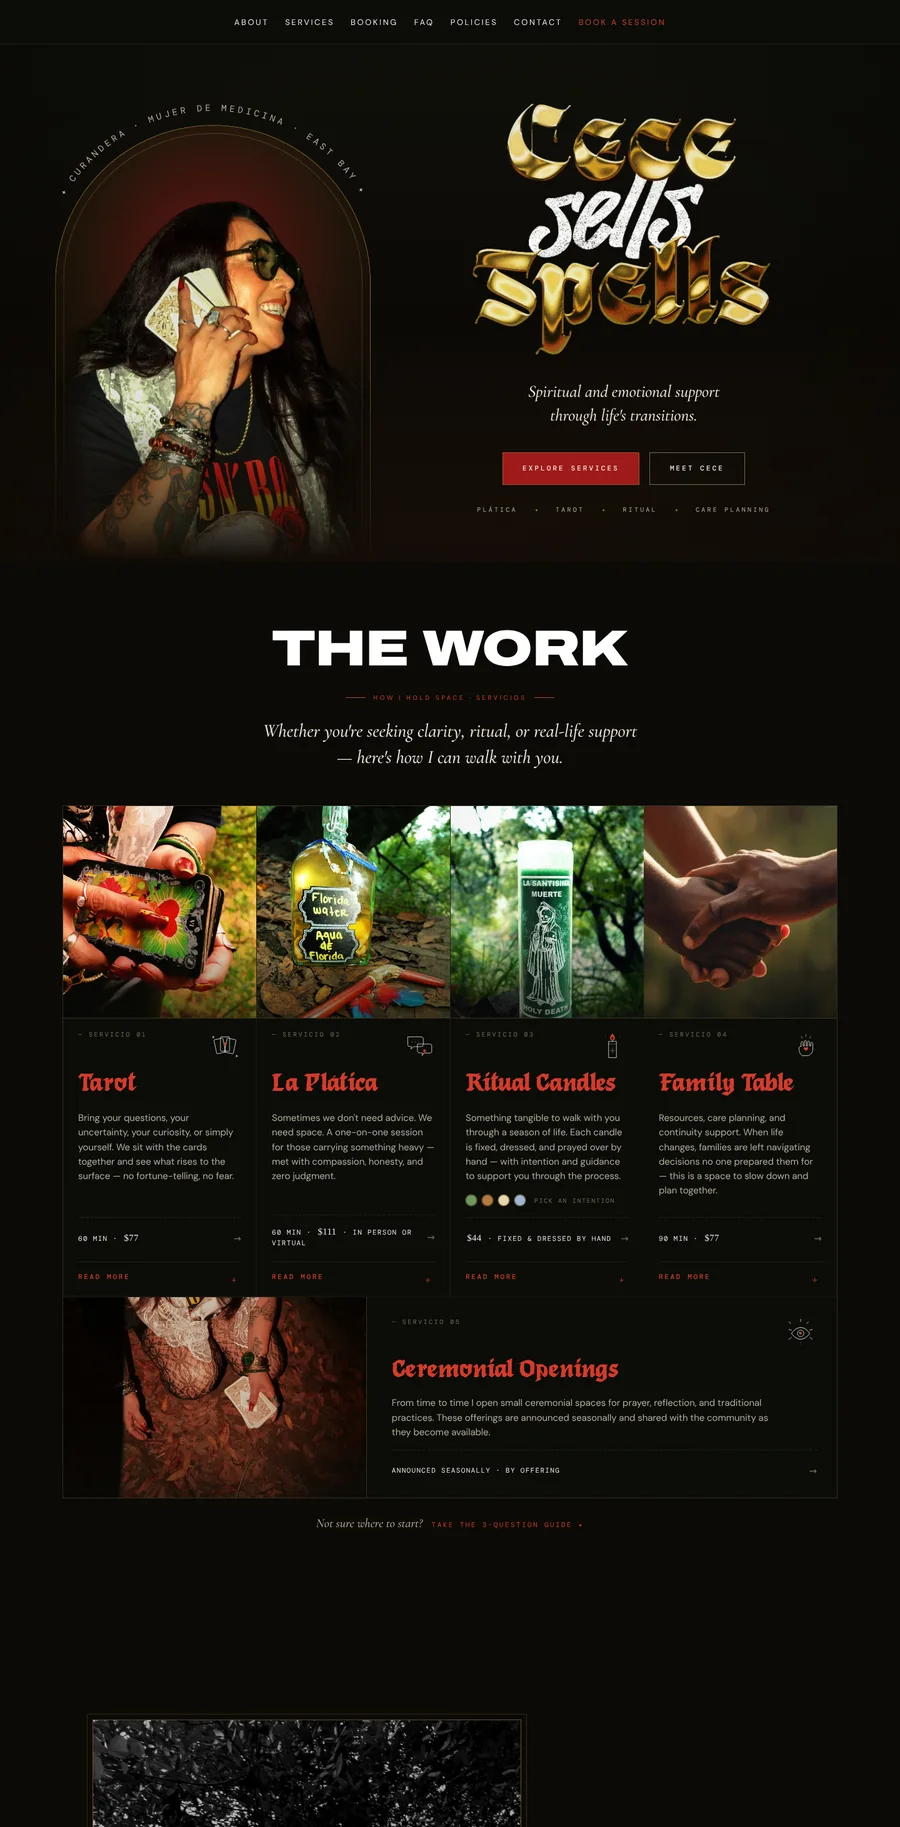 ABOUT SERVICES BOOKING FAQ POLICIES CONTACT BOOK A SESSION
✦ CURANDERA · MUJER DE MEDICINA · EAST BAY ✦
Cece
sells
Spells
Spiritual and emotional support
through life's transitions.
EXPLORE SERVICES MEET CECE
PLÁTICA ✦ TAROT ✦ RITUAL ✦ CARE PLANNING
THE WORK
HOW I HOLD SPACE · SERVICIOS
Whether you're seeking clarity, ritual, or real-life support
— here's how I can walk with you.
Florida
water
Agua
de
Florida
LA SANTISIMA
MUERTE
HOLY DEATH
— SERVICIO 01
Tarot
Bring your questions, your
uncertainty, your curiosity, or simply
yourself. We sit with the cards
together and see what rises to the
surface — no fortune-telling, no fear.
60 MIN · $77 →
READ MORE +
— SERVICIO 02
La Plática
Sometimes we don't need advice. We
need space. A one-on-one session
for those carrying something heavy —
met with compassion, honesty, and
zero judgment.
60 MIN · $111 · IN PERSON OR
VIRTUAL →
READ MORE +
— SERVICIO 03
Ritual Candles
Something tangible to walk with you
through a season of life. Each candle
is fixed, dressed, and prayed over by
hand — with intention and guidance
to support you through the process.
PICK AN INTENTION
$44 · FIXED & DRESSED BY HAND →
READ MORE +
— SERVICIO 04
Family Table
Resources, care planning, and
continuity support. When life
changes, families are left navigating
decisions no one prepared them for
— this is a space to slow down and
plan together.
90 MIN · $77 →
READ MORE +
— SERVICIO 05
Ceremonial Openings
From time to time I open small ceremonial spaces for prayer, reflection, and traditional
practices. These offerings are announced seasonally and shared with the community as
they become available.
ANNOUNCED SEASONALLY · BY OFFERING →
Not sure where to start? TAKE THE 3-QUESTION GUIDE ✦